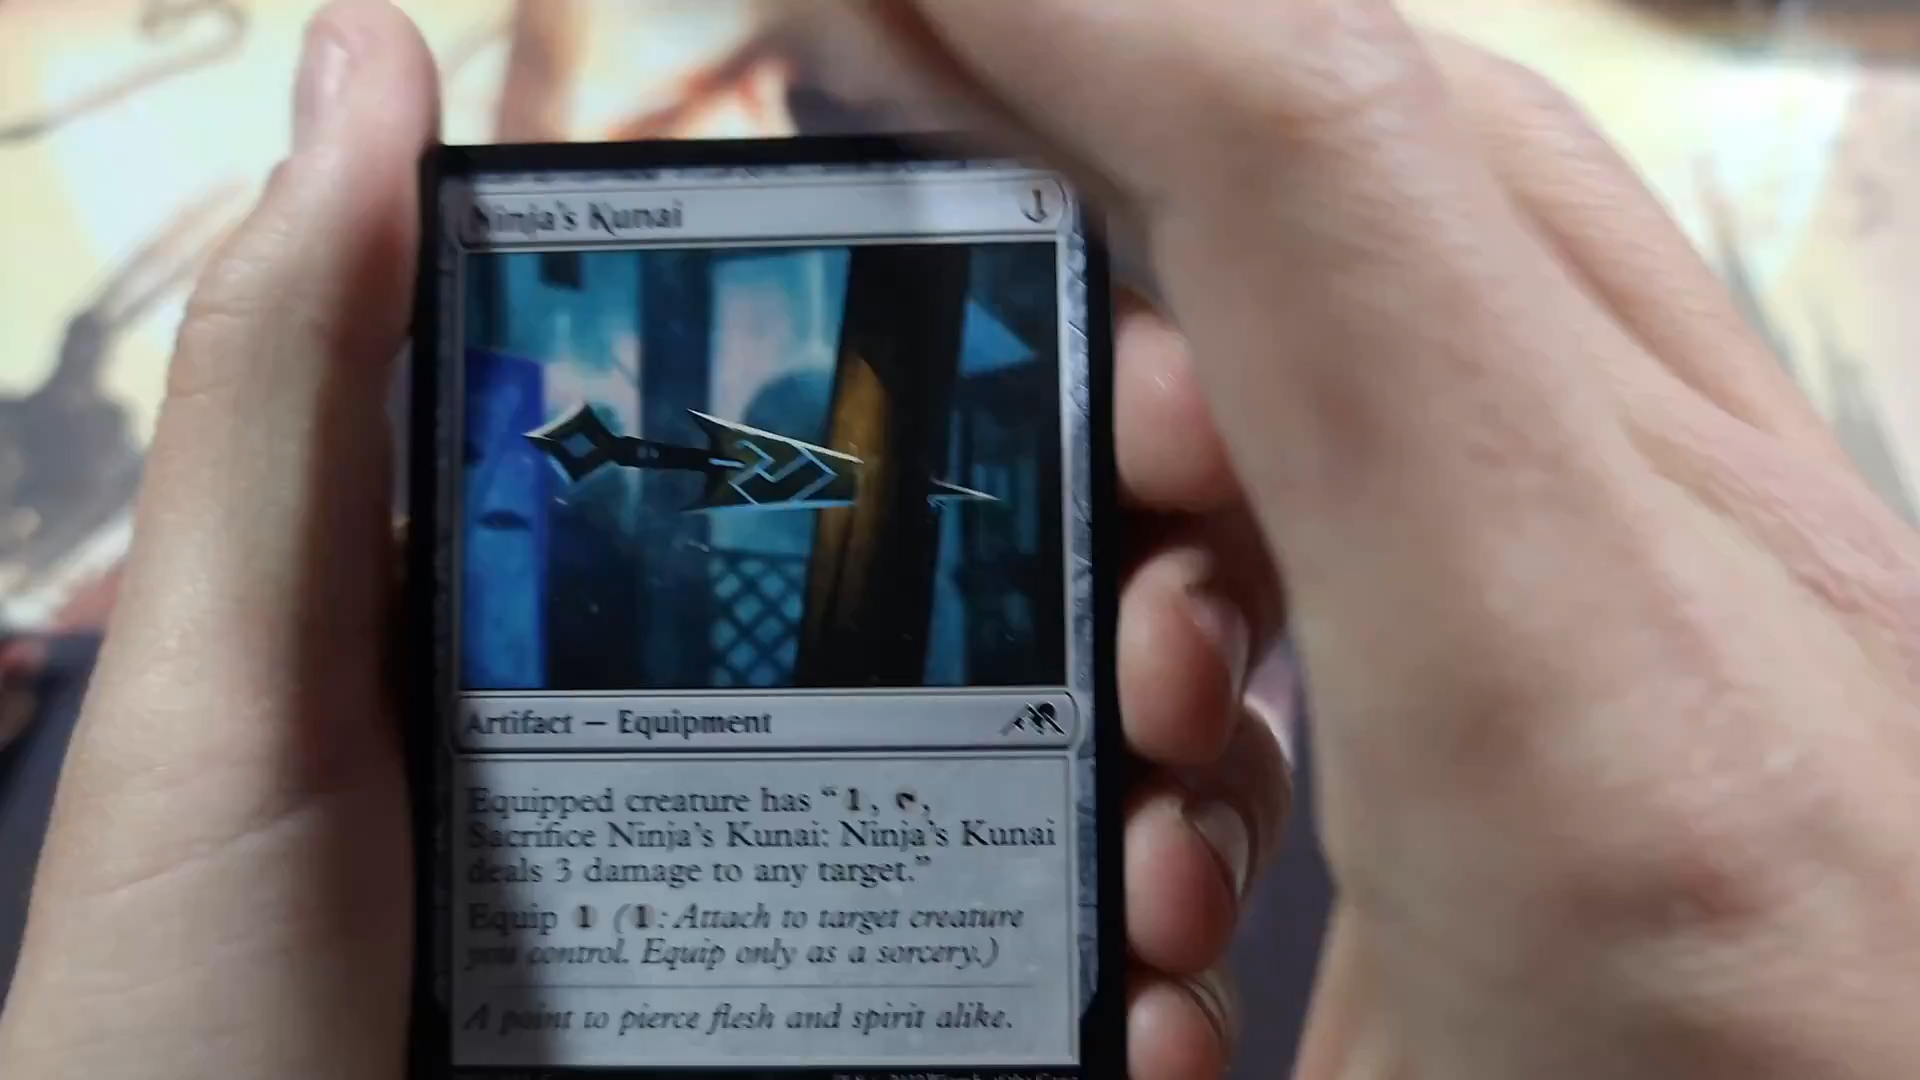 Ninja's Kunai 1
Artifact — Equipment
Equipped creature has “1, T,
Sacrifice Ninja's Kunai: Ninja's Kunai
deals 3 damage to any target.”
Equip 1 (1: Attach to target creature
you control. Equip only as a sorcery.)
A point to pierce flesh and spirit alike.